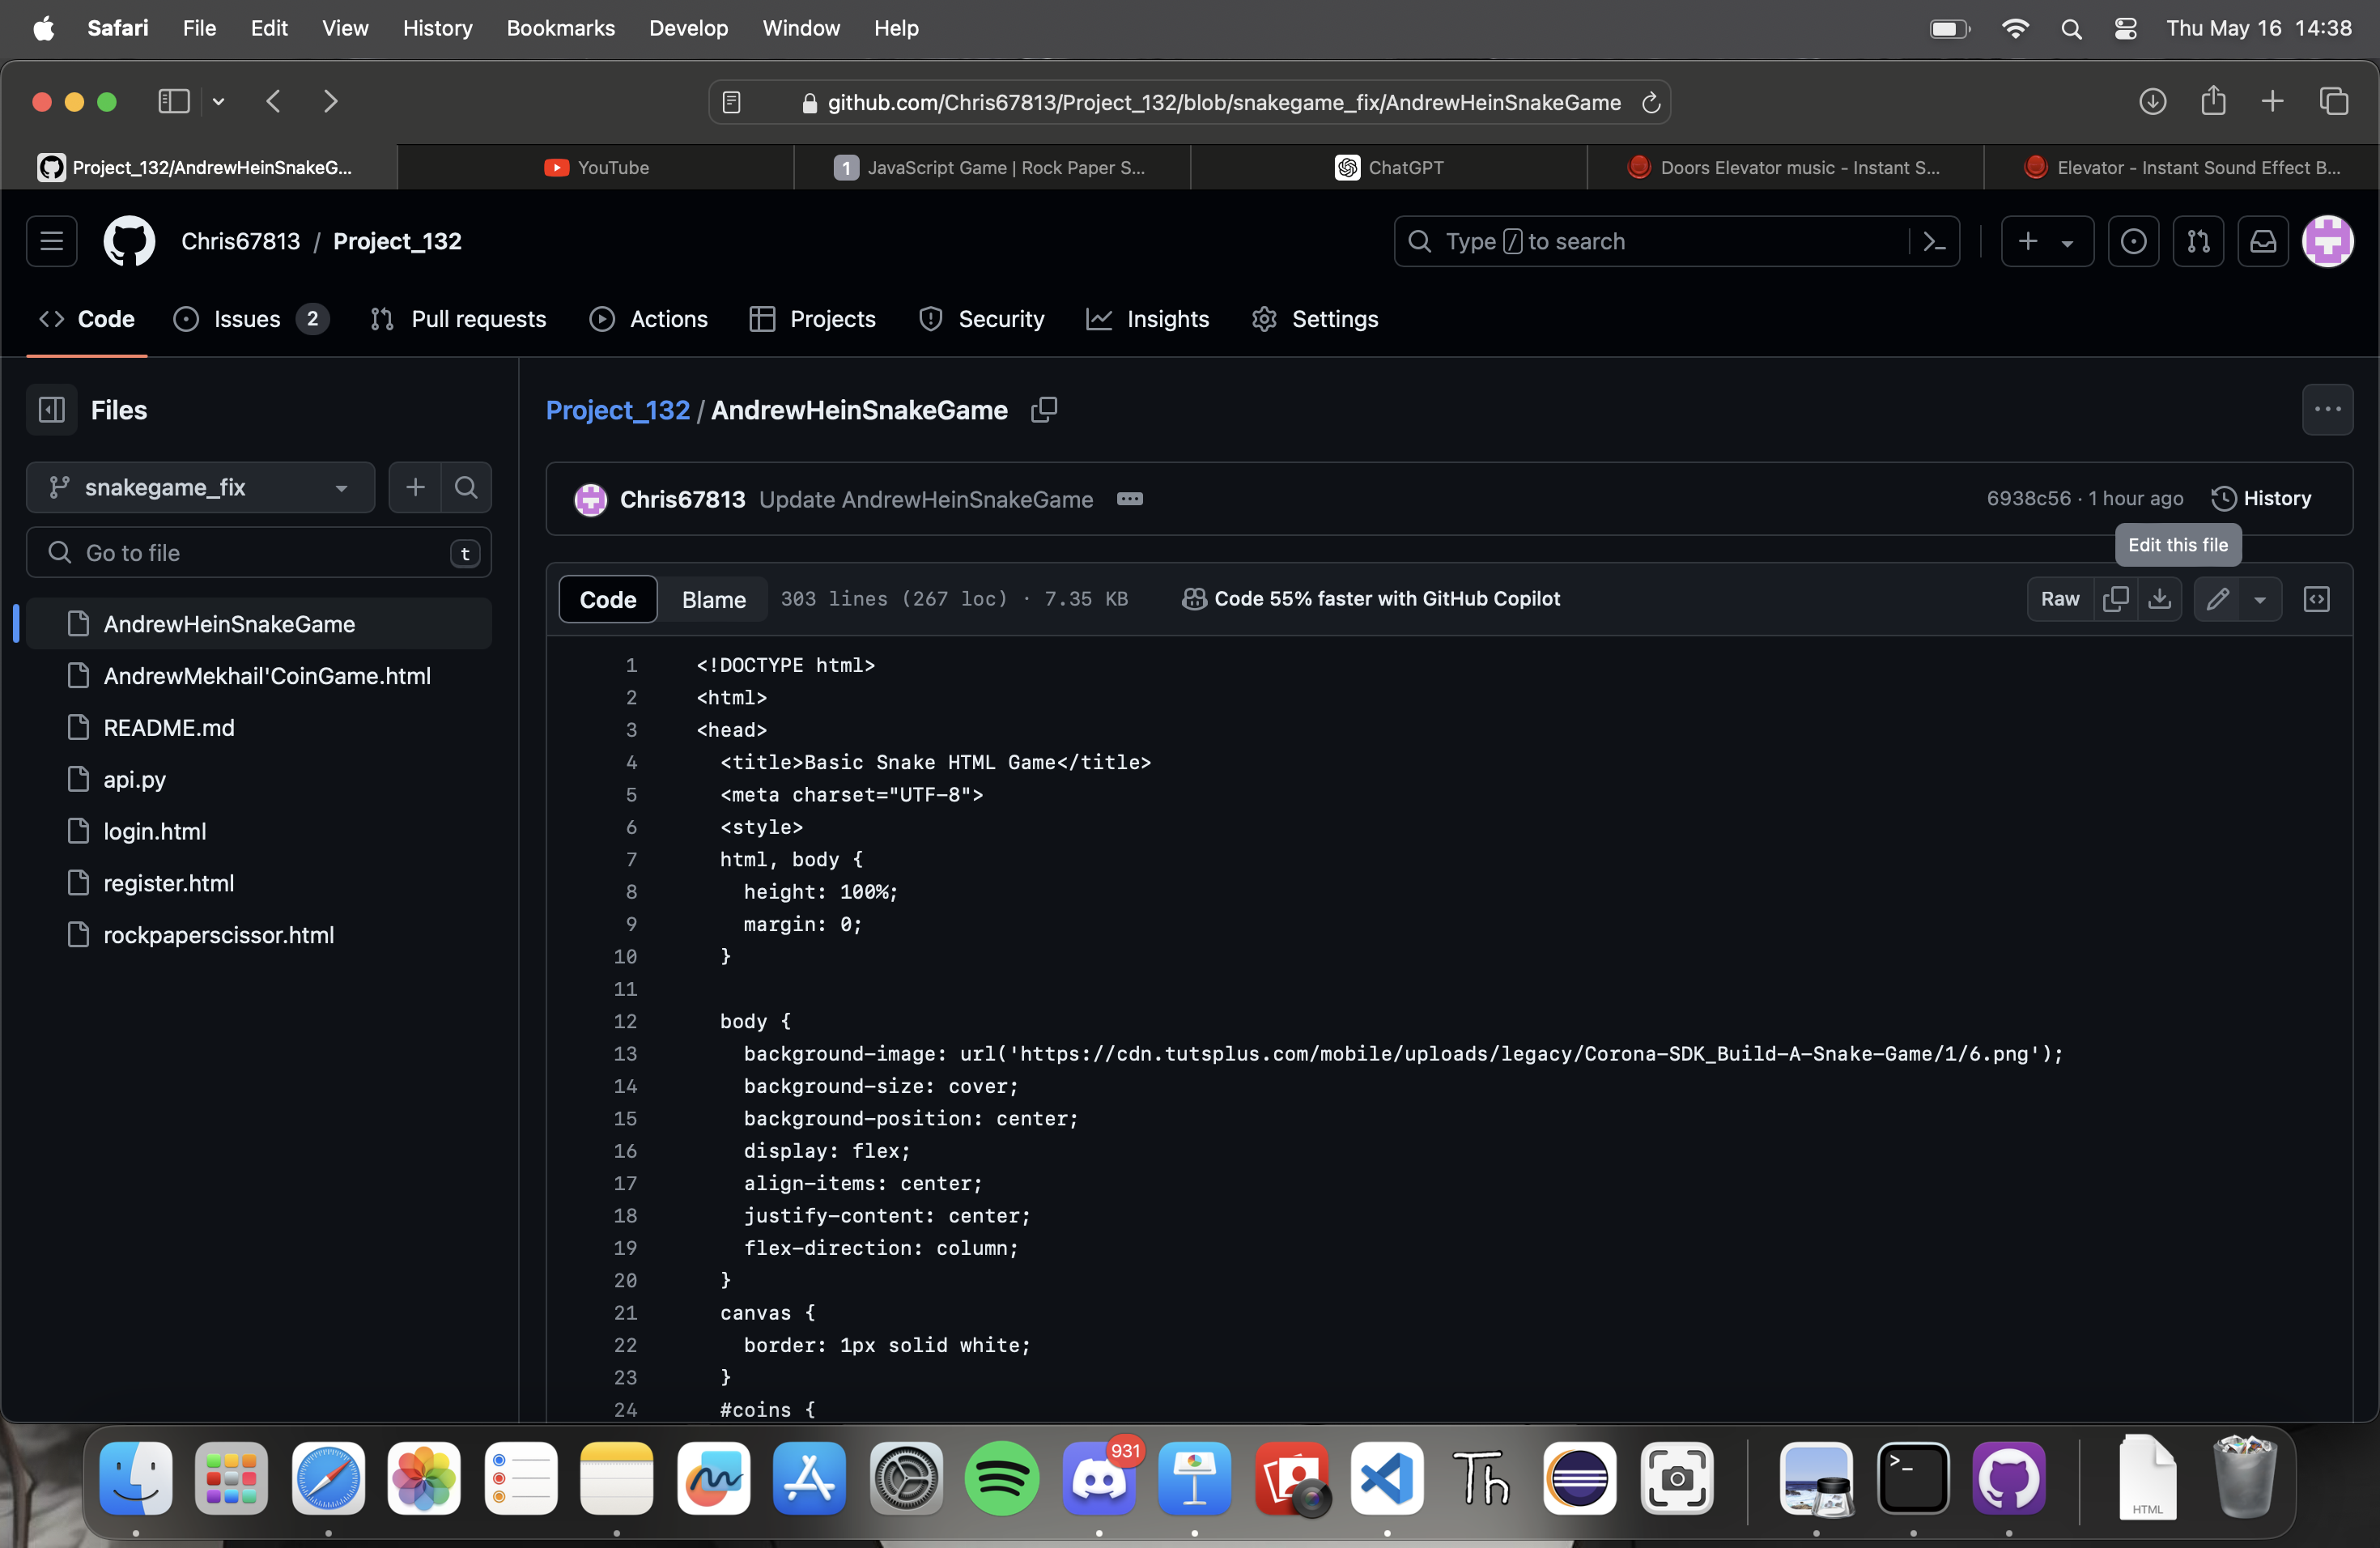 Safari File Edit View History Bookmarks Develop Window Help Thu May 16 14:38
github.com/Chris67813/Project_132/blob/snakegame_fix/AndrewHeinSnakeGame
Project_132/AndrewHeinSnakeG... YouTube 1 JavaScript Game | Rock Paper S... ChatGPT Doors Elevator music - Instant S... Elevator - Instant Sound Effect B...
Chris67813 / Project_132 Type / to search
Code Issues 2 Pull requests Actions Projects Security Insights Settings
Files
Project_132 / AndrewHeinSnakeGame
snakegame_fix
Chris67813 Update AndrewHeinSnakeGame 6938c56 · 1 hour ago History
Go to file t
Edit this file
Code Blame 303 lines (267 loc) · 7.35 KB Code 55% faster with GitHub Copilot Raw
AndrewHeinSnakeGame
AndrewMekhail'CoinGame.html
README.md
api.py
login.html
register.html
rockpaperscissor.html
1 <!DOCTYPE html>
2 <html>
3 <head>
4 <title>Basic Snake HTML Game</title>
5 <meta charset="UTF-8">
6 <style>
7 html, body {
8 height: 100%;
9 margin: 0;
10 }
11
12 body {
13 background-image: url('https://cdn.tutsplus.com/mobile/uploads/legacy/Corona-SDK_Build-A-Snake-Game/1/6.png');
14 background-size: cover;
15 background-position: center;
16 display: flex;
17 align-items: center;
18 justify-content: center;
19 flex-direction: column;
20 }
21 canvas {
22 border: 1px solid white;
23 }
24 #coins {
931
Th
HTML